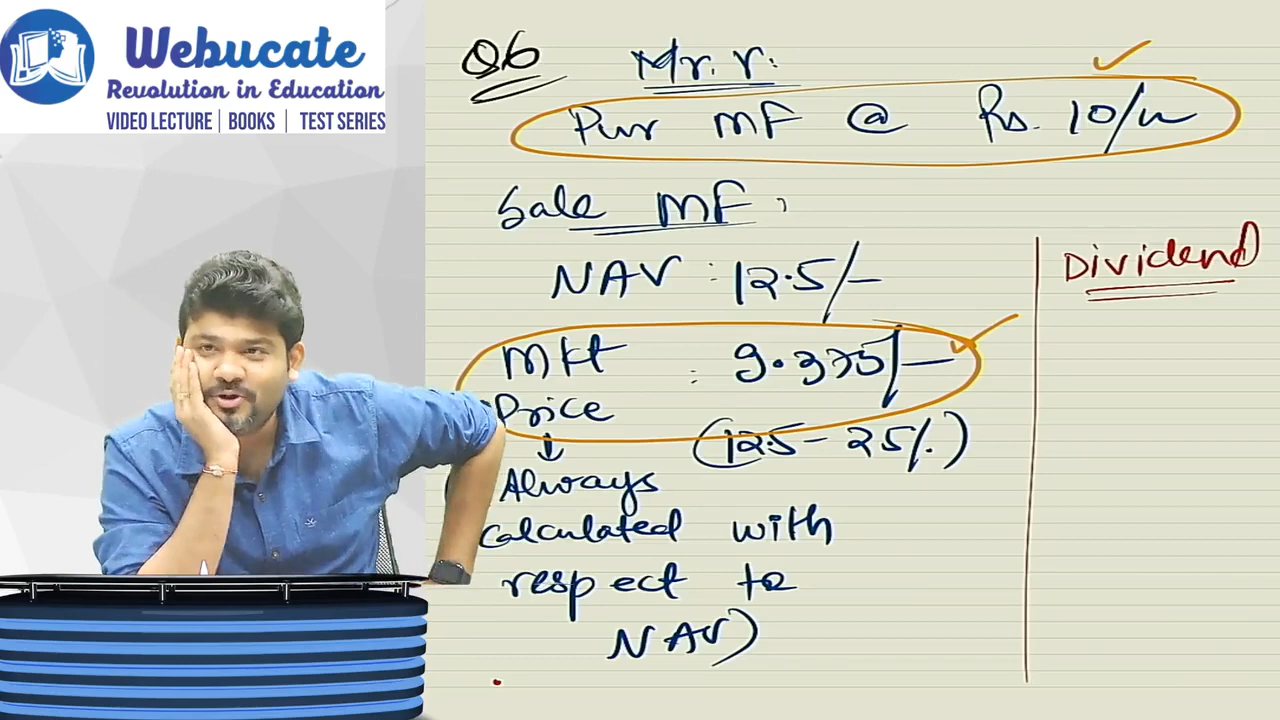 Webucate
Revolution in Education
VIDEO LECTURE | BOOKS | TEST SERIES
Q6 Mr. r:
Pur MF @ Rs. 10/u
Sale MF:
NAV : 12.5/-
Mkt Price : 9.375/-
(12.5 - 25%)
Always
calculated with
respect to
NAV)
Dividend